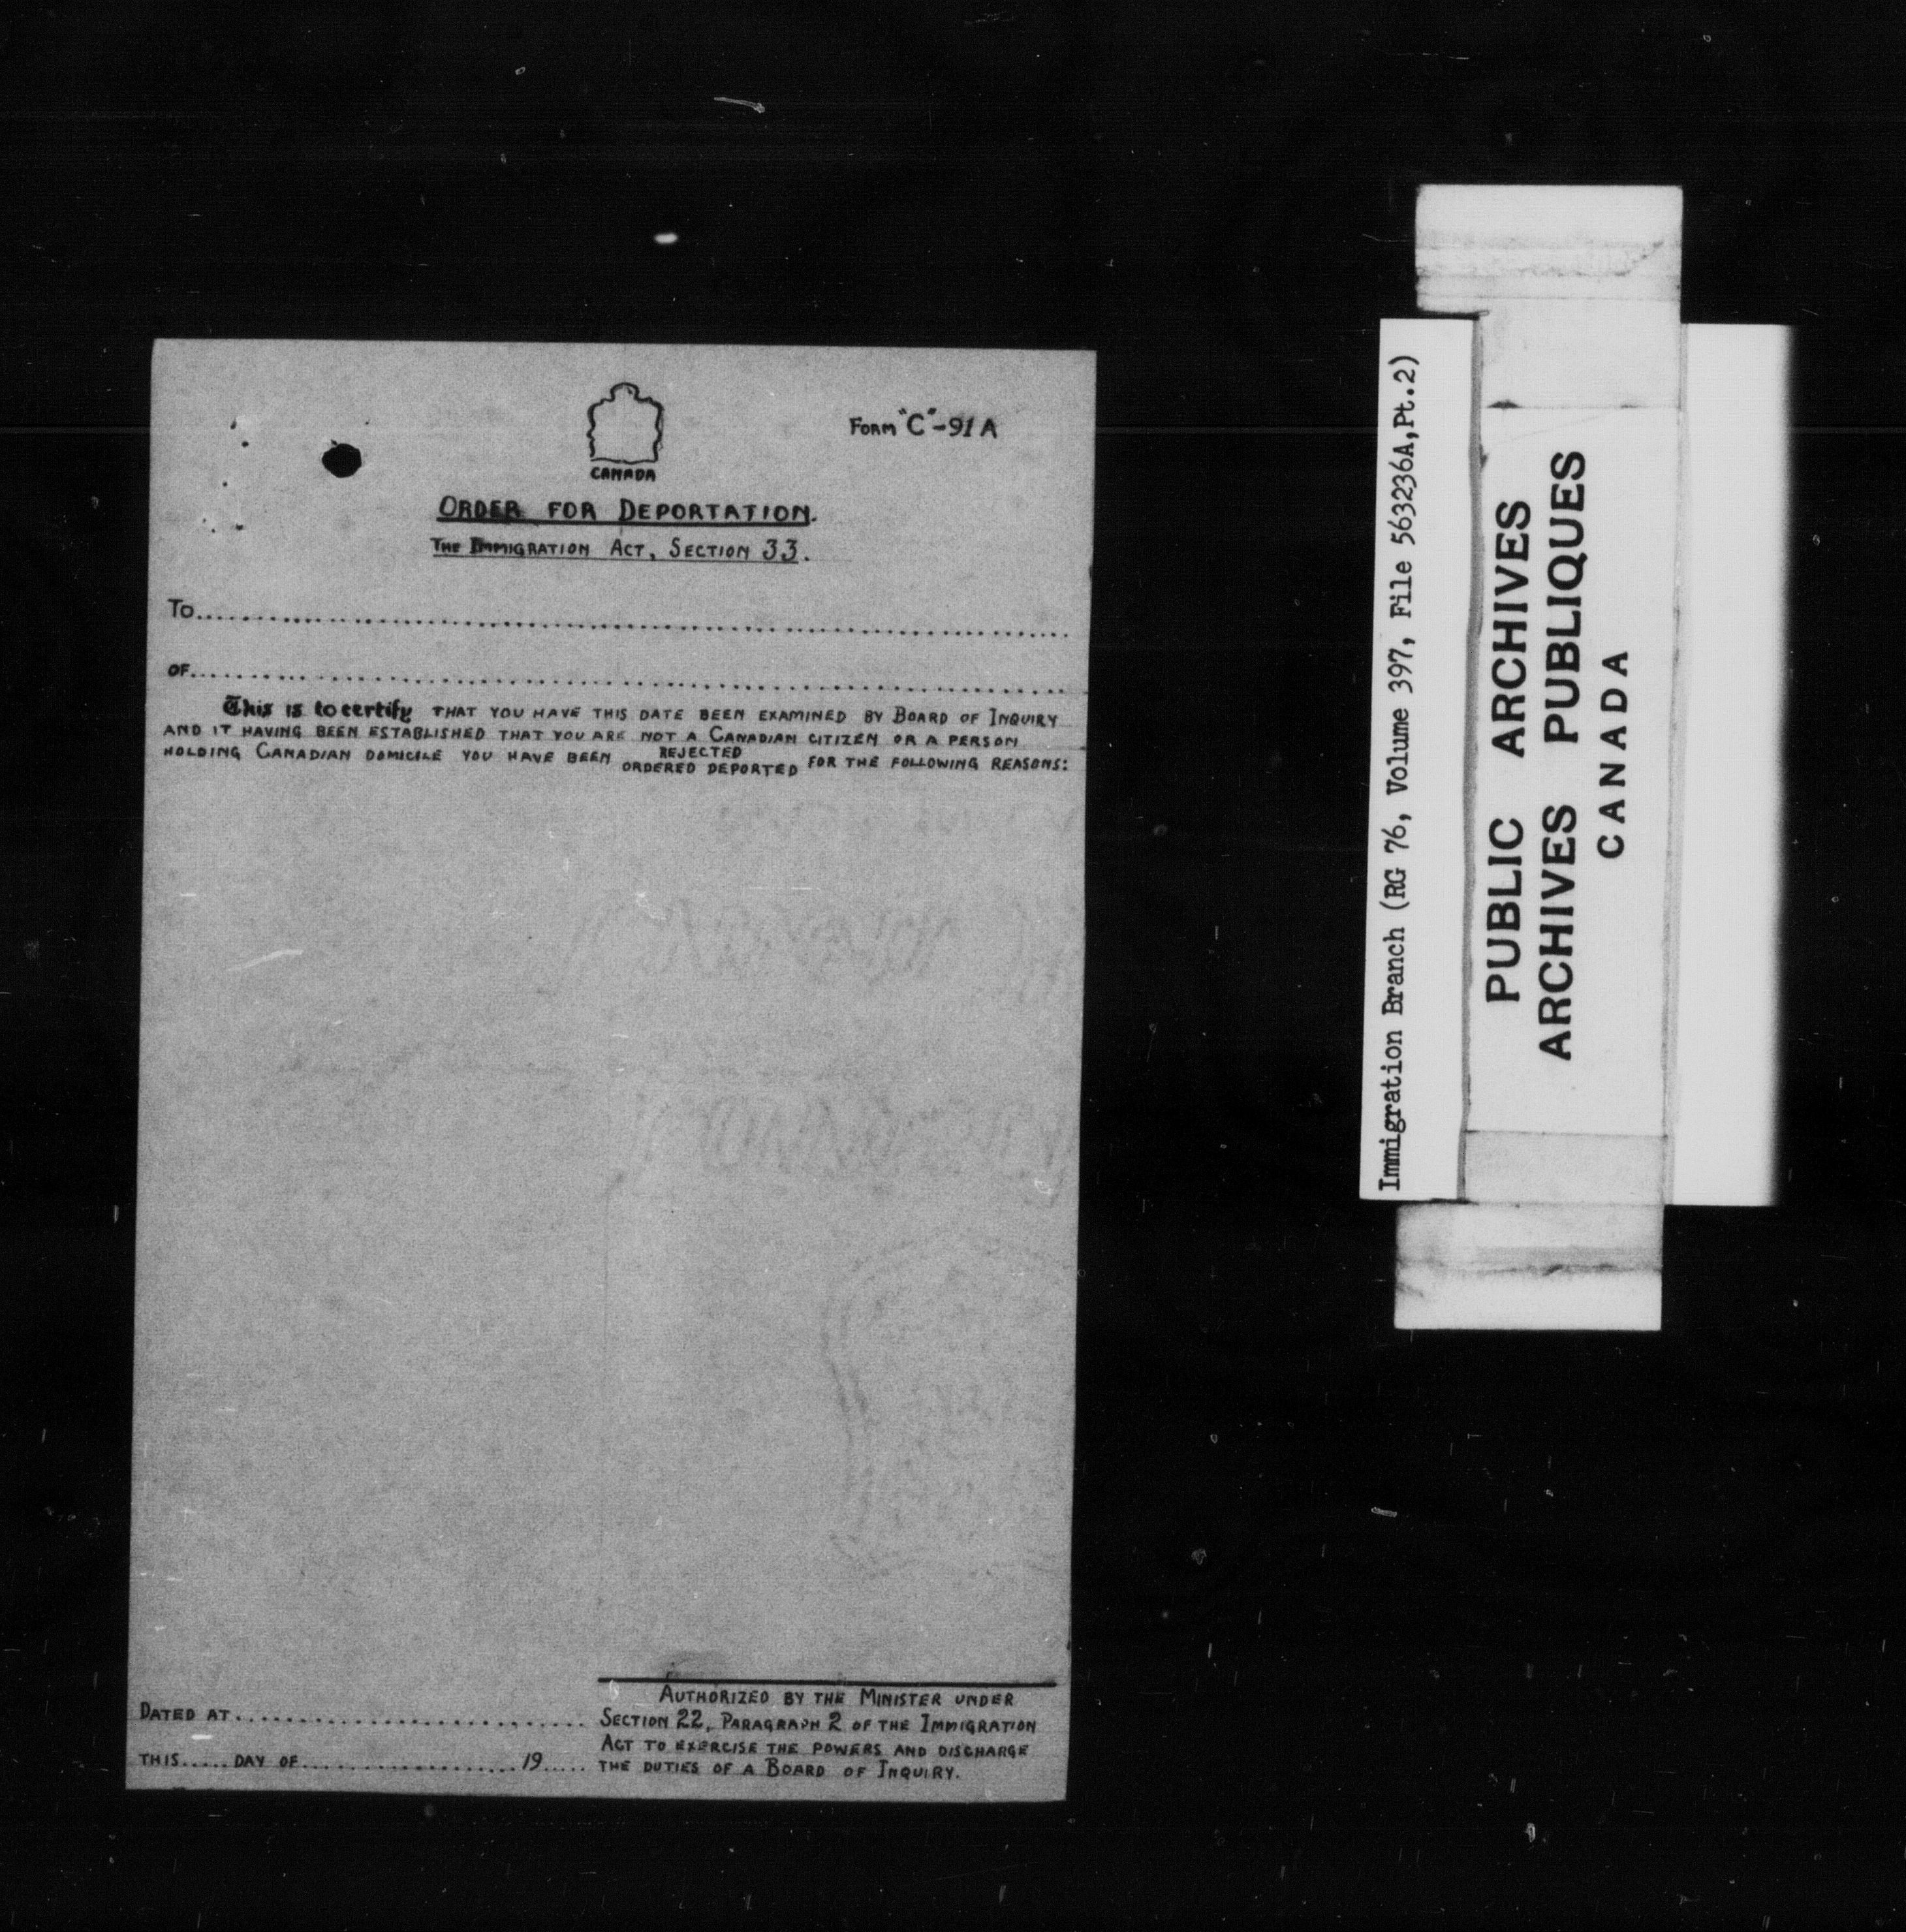 Form "C"-91A
CANADA
ORDER FOR DEPORTATION.
THE IMMIGRATION ACT, SECTION 33.
To..............................
OF..............................
This is to certify THAT YOU HAVE THIS DATE BEEN EXAMINED BY BOARD OF INQUIRY
AND IT HAVING BEEN ESTABLISHED THAT YOU ARE NOT A CANADIAN CITIZEN OR A PERSON
HOLDING CANADIAN DOMICILE YOU HAVE BEEN REJECTED
ORDERED DEPORTED FOR THE FOLLOWING REASONS:
AUTHORIZED BY THE MINISTER UNDER
SECTION 22, PARAGRAPH 2 OF THE IMMIGRATION
ACT TO EXERCISE THE POWERS AND DISCHARGE
THE DUTIES OF A BOARD OF INQUIRY.
DATED AT..............................
THIS..... DAY OF......................19.....
Immigration Branch (RG 76, Volume 397, File 563236A,Pt.2)
PUBLIC ARCHIVES
ARCHIVES PUBLIQUES
CANADA